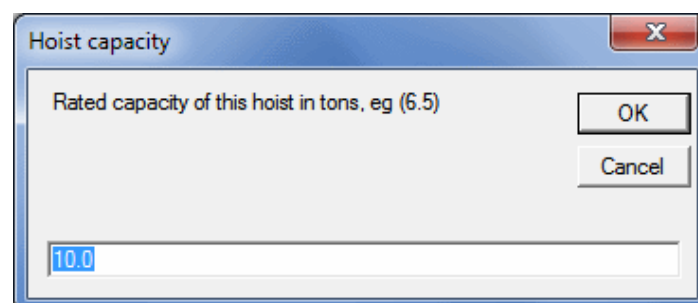 Hoist capacity
Rated capacity of this hoist in tons, eg (6.5)
OK
Cancel
10.0